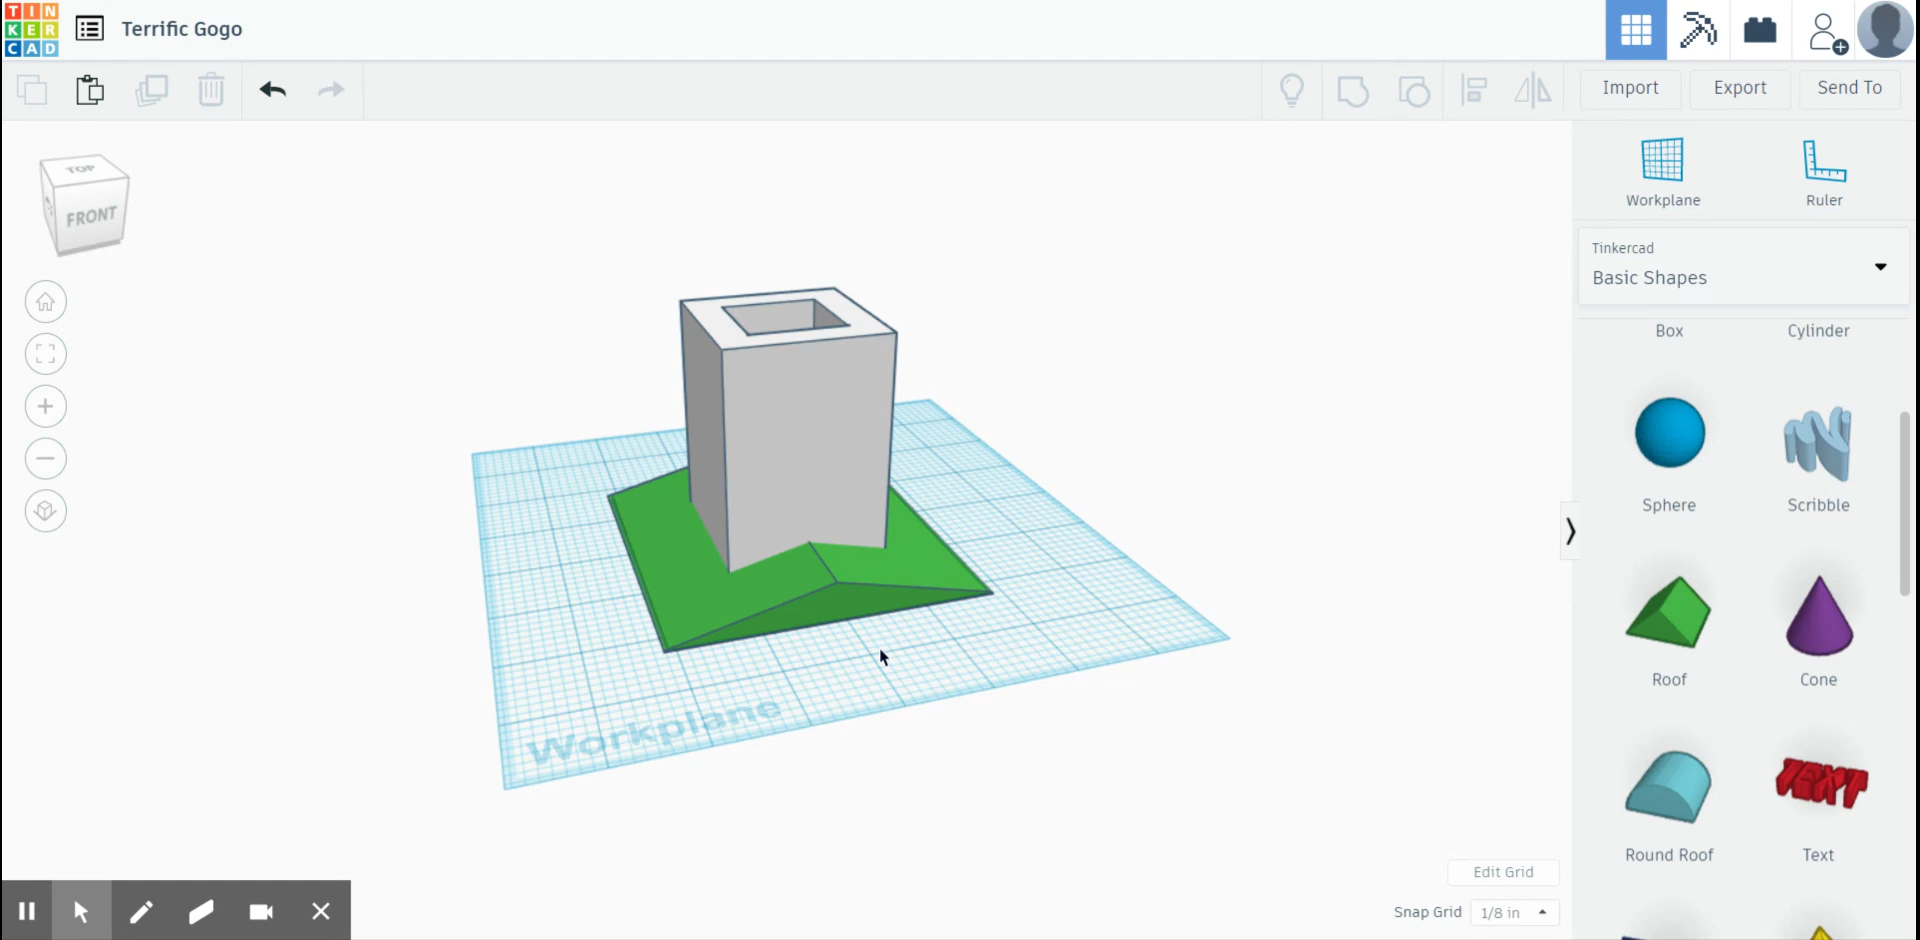 TIN
KER
CAD
Terrific Gogo
Import
Export
Send To
TOP
FRONT
Workplane
Ruler
Tinkercad
Basic Shapes
Box
Cylinder
Sphere
Scribble
Roof
Cone
Round Roof
TEXT
Text
Workplane
Edit Grid
Snap Grid
1/8 in